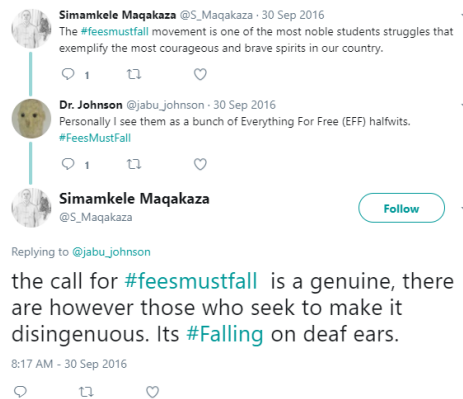 Simamkele Maqakaza @S_Maqakaza · 30 Sep 2016
The #feesmustfall movement is one of the most noble students struggles that
exemplify the most courageous and brave spirits in our country.
1
Dr. Johnson @jabu_johnson · 30 Sep 2016
Personally I see them as a bunch of Everything For Free (EFF) halfwits.
#FeesMustFall
1
Simamkele Maqakaza
@S_Maqakaza
Follow
Replying to @jabu_johnson
the call for #feesmustfall is a genuine, there
are however those who seek to make it
disingenuous. Its #Falling on deaf ears.
8:17 AM - 30 Sep 2016